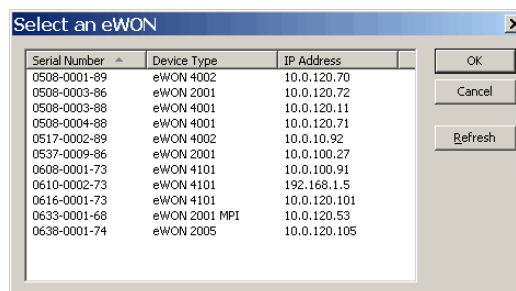 Select an eWON
Serial Number Device Type IP Address
0508-0001-89 eWON 4002 10.0.120.70
0508-0003-86 eWON 2001 10.0.120.72
0508-0003-88 eWON 4001 10.0.120.11
0508-0004-88 eWON 4001 10.0.120.71
0517-0002-89 eWON 4002 10.0.10.92
0537-0009-86 eWON 2001 10.0.100.27
0608-0001-73 eWON 4101 10.0.100.91
0610-0002-73 eWON 4101 192.168.1.5
0616-0001-73 eWON 4101 10.0.120.101
0633-0001-68 eWON 2001 MPI 10.0.120.53
0638-0001-74 eWON 2005 10.0.120.105
OK
Cancel
Refresh